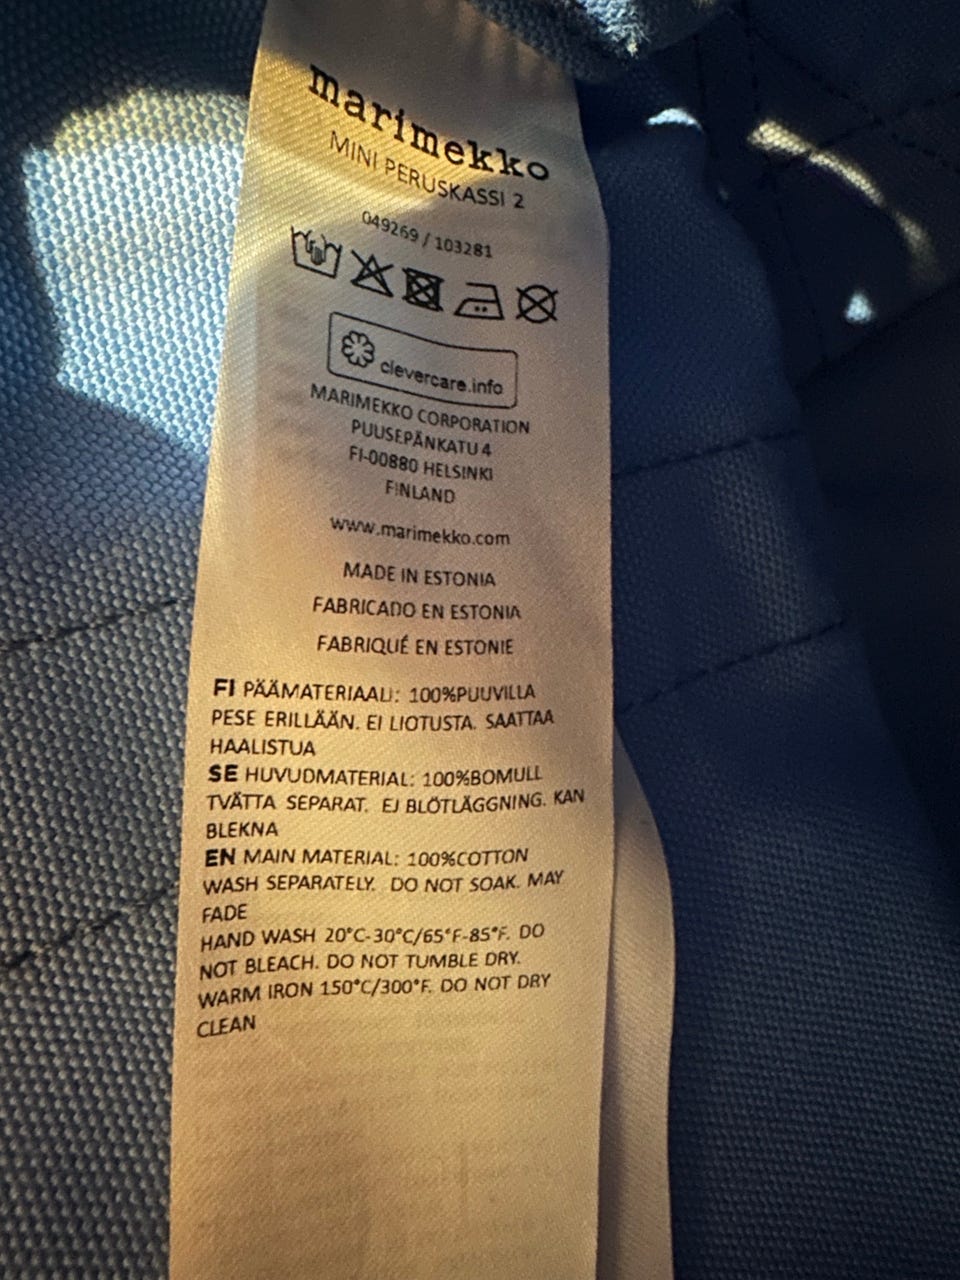 marimekko
MINI PERUSKASSI 2
049269 / 103281
clevercare.info
MARIMEKKO CORPORATION
PUUSEPÄNKATU 4
FI-00880 HELSINKI
FINLAND
www.marimekko.com
MADE IN ESTONIA
FABRICADO EN ESTONIA
FABRIQUÉ EN ESTONIE
FI PÄÄMATERIAALI: 100%PUUVILLA
PESE ERILLÄÄN. EI LIOTUSTA. SAATTAA
HAALISTUA
SE HUVUDMATERIAL: 100%BOMULL
TVÄTTA SEPARAT. EJ BLÖTLÄGGNING. KAN
BLEKNA
EN MAIN MATERIAL: 100%COTTON
WASH SEPARATELY. DO NOT SOAK. MAY
FADE
HAND WASH 20°C-30°C/65°F-85°F. DO
NOT BLEACH. DO NOT TUMBLE DRY.
WARM IRON 150°C/300°F. DO NOT DRY
CLEAN